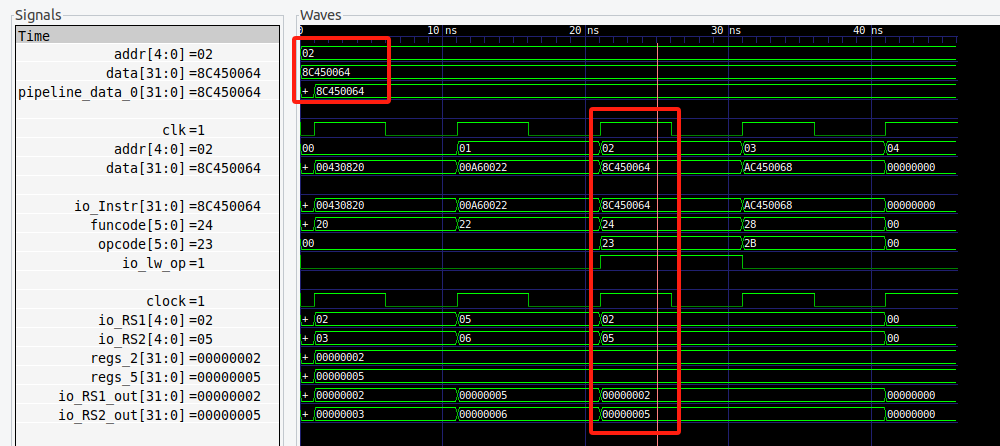 Signals Waves
Time 0 10 ns 20 ns 30 ns 40 ns
addr[4:0]=02 02
data[31:0]=8C450064 8C450064
pipeline_data_0[31:0]=8C450064 + 8C450064
clk=1
addr[4:0]=02 00 01 02 03 04
data[31:0]=8C450064 + 00430820 00A60022 8C450064 AC450068 00000000
io_Instr[31:0]=8C450064 + 00430820 00A60022 8C450064 AC450068 00000000
funcode[5:0]=24 + 20 22 24 28 00
opcode[5:0]=23 00 23 2B 00
io_lw_op=1
clock=1
io_RS1[4:0]=02 + 02 05 02 00
io_RS2[4:0]=05 + 03 06 05 00
regs_2[31:0]=00000002 + 00000002
regs_5[31:0]=00000005 + 00000005
io_RS1_out[31:0]=00000002 + 00000002 00000005 00000002 00000000
io_RS2_out[31:0]=00000005 + 00000003 00000006 00000005 00000000